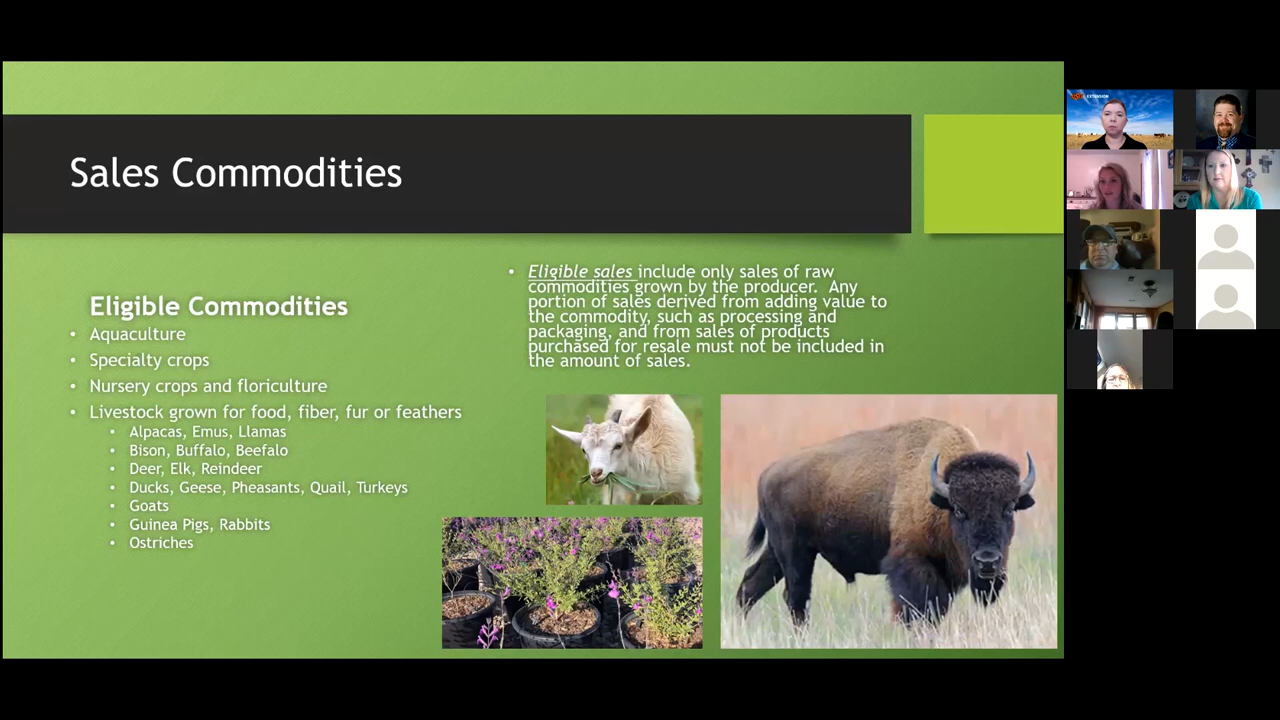 Sales Commodities
Eligible Commodities
• Aquaculture
• Specialty crops
• Nursery crops and floriculture
• Livestock grown for food, fiber, fur or feathers
• Alpacas, Emus, Llamas
• Bison, Buffalo, Beefalo
• Deer, Elk, Reindeer
• Ducks, Geese, Pheasants, Quail, Turkeys
• Goats
• Guinea Pigs, Rabbits
• Ostriches
• Eligible sales include only sales of raw
commodities grown by the producer. Any
portion of sales derived from adding value to
the commodity, such as processing and
packaging, and from sales of products
purchased for resale must not be included in
the amount of sales.
EXTENSION